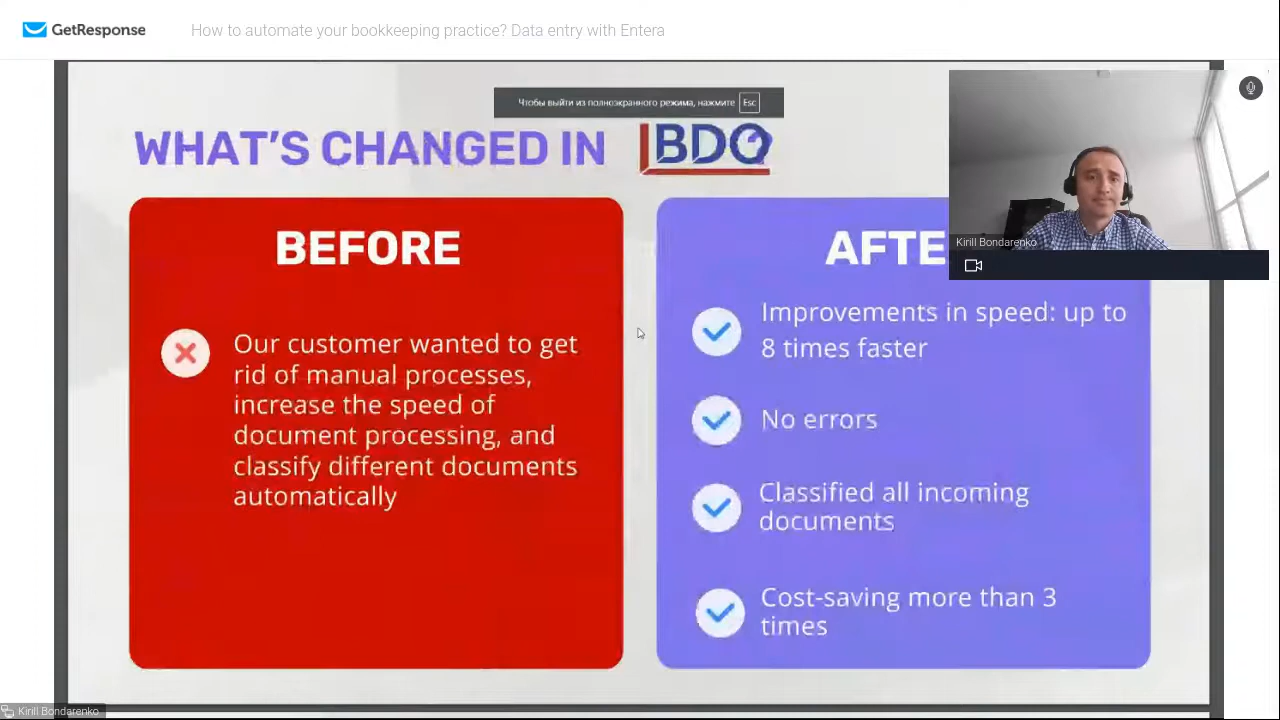 GetResponse
How to automate your bookkeeping practice? Data entry with Entera
Чтобы выйти из полноэкранного режима, нажмите Esc
WHAT'S CHANGED IN BDO
BEFORE
Our customer wanted to get
rid of manual processes,
increase the speed of
document processing, and
classify different documents
automatically
AFTE
Improvements in speed: up to
8 times faster
No errors
Classified all incoming
documents
Cost-saving more than 3
times
Kirill Bondarenko
Kirill Bondarenko